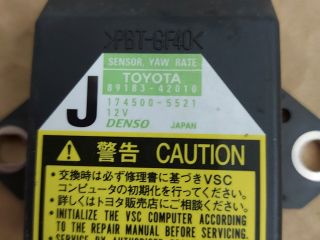 >PBT-GF40<
SENSOR, YAW RATE
TOYOTA
J
89183-42010
174500-5521
12V
DENSO JAPAN
警告 CAUTION
•交換時は必ず修理書に基づきVSC
コンピュータの初期化を行ってください。
•詳しくはトヨタ販売店にご相談ください。
•INITIALIZE THE VSC COMPUTER ACCORDING
TO THE REPAIR MANUAL BEFORE SERVICING.